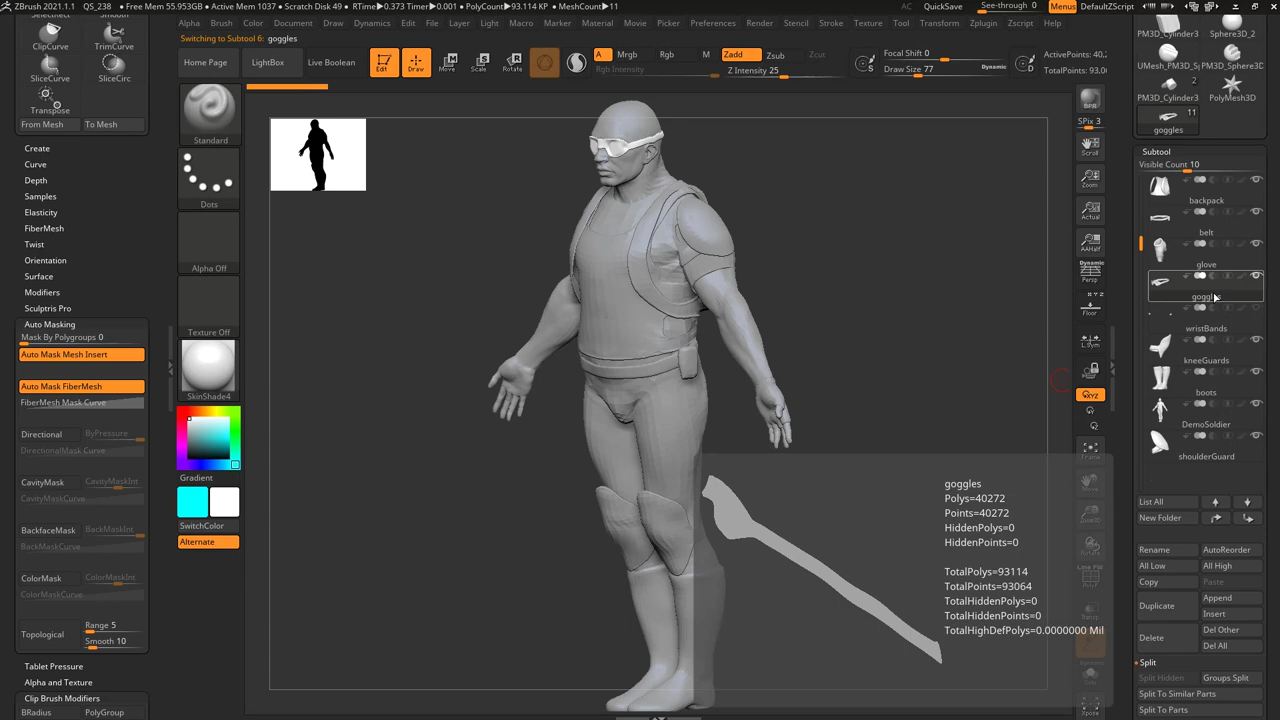 ZBrush 2021.1.1
QS_238
• Free Mem 55.953GB • Active Mem 1037 • Scratch Disk 49 • RTime▸0.373 Timer▸0.001 • PolyCount▸93.114 KP • MeshCount▸11
AC
QuickSave
See-through 0
Menus
DefaultZScript
Alpha Brush Color Document Draw Dynamics Edit File Layer Light Macro Marker Material Movie Picker Preferences Render Stencil Stroke Texture Tool Transform Zplugin Zscript Help
Switching to Subtool 6: goggles
Home Page
LightBox
Live Boolean
Edit
Draw
Move
Scale
Rotate
A
Mrgb
Rgb
M
Rgb Intensity
Zadd
Zsub
Zcut
Z Intensity 25
Focal Shift 0
Draw Size 77
Dynamic
S
D
ClipCurve
TrimCurve
SliceCurve
SliceCirc
Transpose
From Mesh
To Mesh
Create
Curve
Depth
Samples
Elasticity
FiberMesh
Twist
Orientation
Surface
Modifiers
Sculptris Pro
Auto Masking
Mask By Polygroups 0
Auto Mask Mesh Insert
Auto Mask FiberMesh
FiberMesh Mask Curve
Directional
ByPressure
DirectionalMask Curve
CavityMask
CavityMaskInt
CavityMaskCurve
BackfaceMask
BackMaskInt
BackMaskCurve
ColorMask
ColorMaskInt
ColorMaskCurve
Topological
Range 5
Smooth 10
Tablet Pressure
Alpha and Texture
Clip Brush Modifiers
BRadius
PolyGroup
Standard
Dots
Alpha Off
Texture Off
SkinShade4
Gradient
SwitchColor
Alternate
BPR
SPix 3
Scroll
Zoom
Actual
AAHalf
Dynamic
Persp
Floor
L.Sym
XYZ
Frame
Move
Rotate
Line Fill
Xpose
goggles
Polys=40272
Points=40272
HiddenPolys=0
HiddenPoints=0
TotalPolys=93114
TotalPoints=93064
TotalHiddenPolys=0
TotalHiddenPoints=0
TotalHighDefPolys=0.0000000 Mil
PM3D_Cylinder3
Sphere3D_2
2
PM3D_Cylinder3
PolyMesh3D
11
goggles
Subtool
Visible Count 10
backpack
belt
glove
goggles
wristBands
kneeGuards
boots
DemoSoldier
shoulderGuard
List All
New Folder
Rename
AutoReorder
All Low
All High
Copy
Paste
Duplicate
Append
Insert
Delete
Del Other
Del All
Split
Split Hidden
Groups Split
Split To Similar Parts
Split To Parts